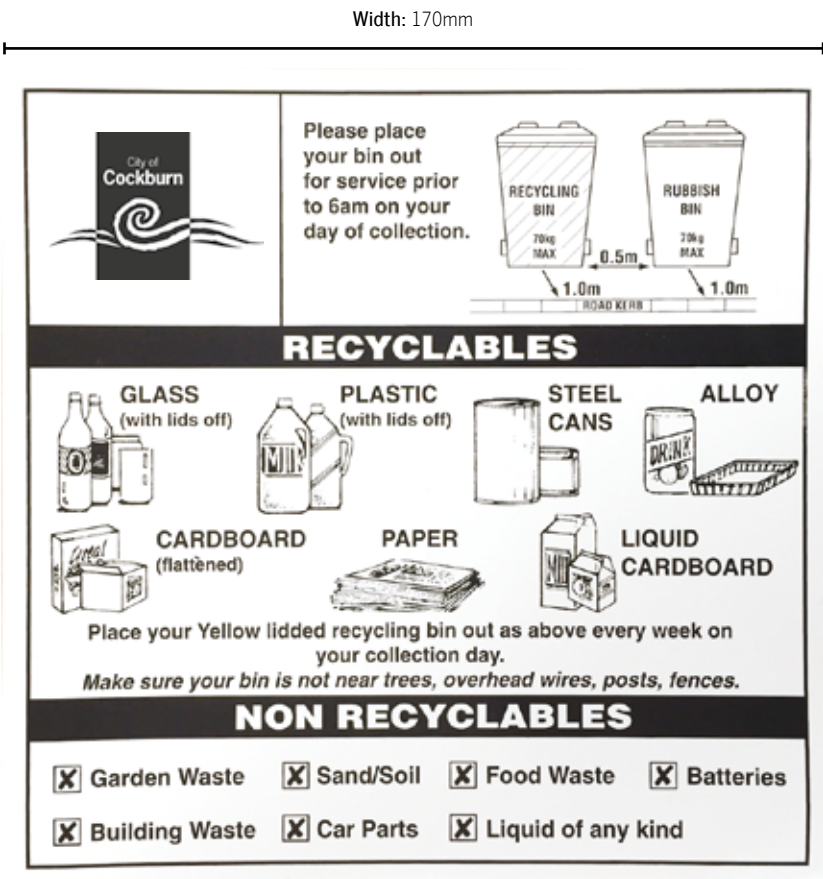 Width: 170mm
City of
Cockburn
Please place
your bin out
for service prior
to 6am on your
day of collection.
RECYCLING
BIN
70kg
MAX
RUBBISH
BIN
70kg
MAX
0.5m
1.0m
1.0m
ROAD KERB
RECYCLABLES
GLASS
(with lids off)
PLASTIC
(with lids off)
STEEL
CANS
ALLOY
DRINK
CARDBOARD
(flattened)
PAPER
LIQUID
CARDBOARD
Place your Yellow lidded recycling bin out as above every week on
your collection day.
Make sure your bin is not near trees, overhead wires, posts, fences.
NON RECYCLABLES
Garden Waste
Sand/Soil
Food Waste
Batteries
Building Waste
Car Parts
Liquid of any kind